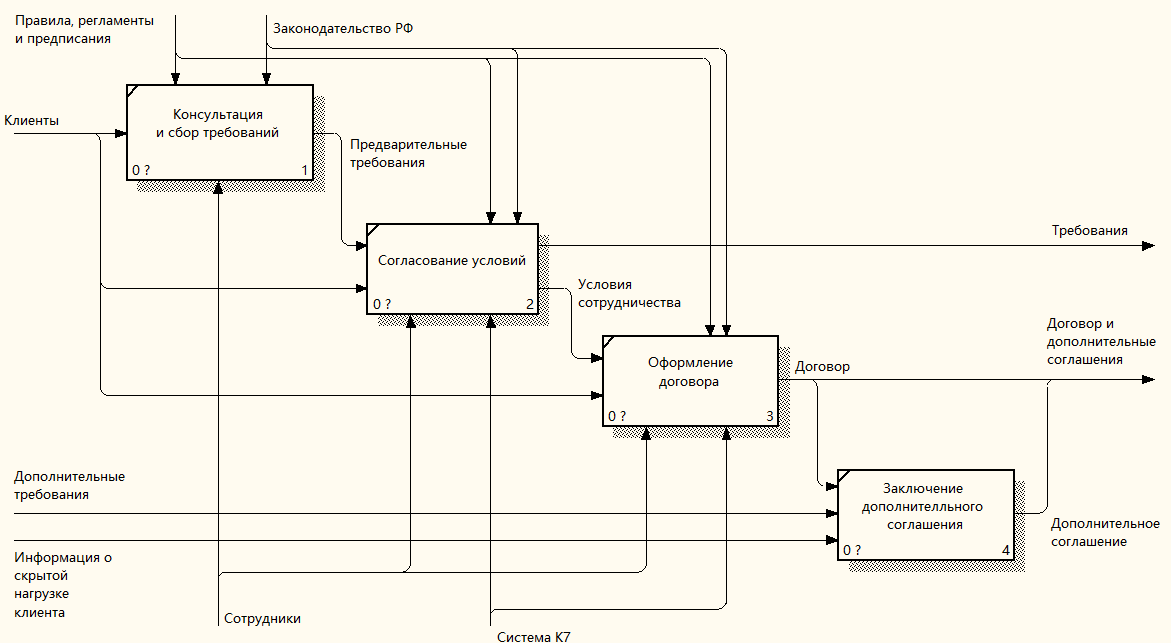 Правила, регламенты
и предписания
Законодательство РФ
Клиенты
Консультация
и сбор требований
0 ?
1
Предварительные
требования
Согласование условий
0 ?
2
Требования
Условия
сотрудничества
Оформление
договора
0 ?
3
Договор
Договор и
дополнительные
соглашения
Дополнительные
требования
Заключение
дополнителльного
соглашения
0 ?
4
Дополнительное
соглашение
Информация о
скрытой
нагрузке
клиента
Сотрудники
Система К7